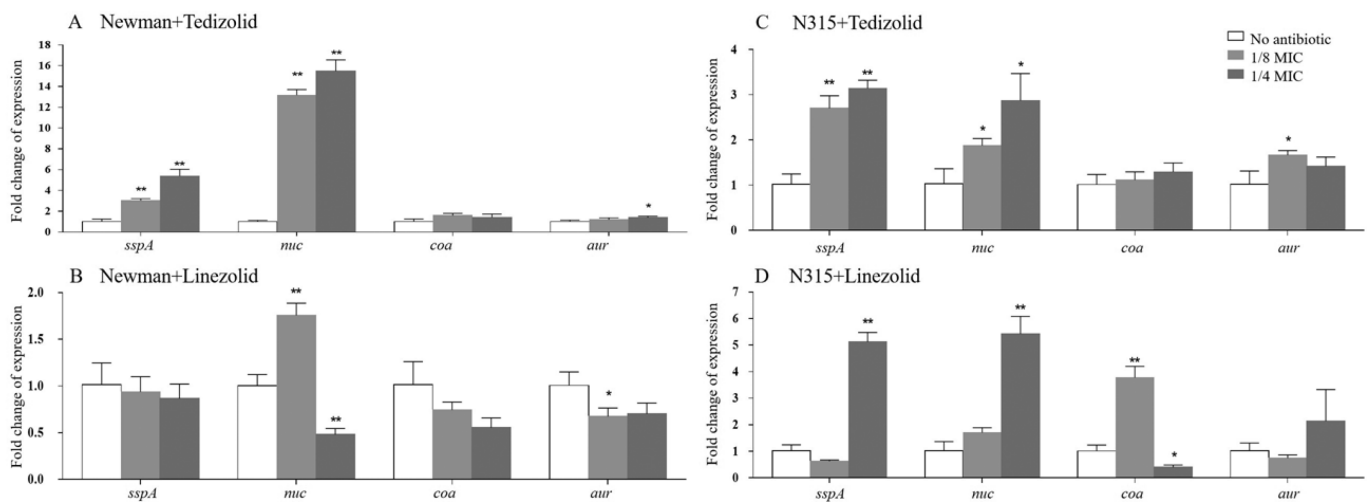 A Newman+Tedizolid
Fold change of expression
18
16
14
12
10
8
6
4
2
0
** **
** **
*
sspA nuc coa aur
B Newman+Linezolid
Fold change of expression
2.0
1.5
1.0
0.5
0.0
**
**
*
sspA nuc coa aur
C N315+Tedizolid
No antibiotic
1/8 MIC
1/4 MIC
Fold change of expression
4
3
2
1
0
** **
* *
*
sspA nuc coa aur
D N315+Linezolid
Fold change of expression
7
6
5
4
3
2
1
0
**
**
**
*
sspA nuc coa aur